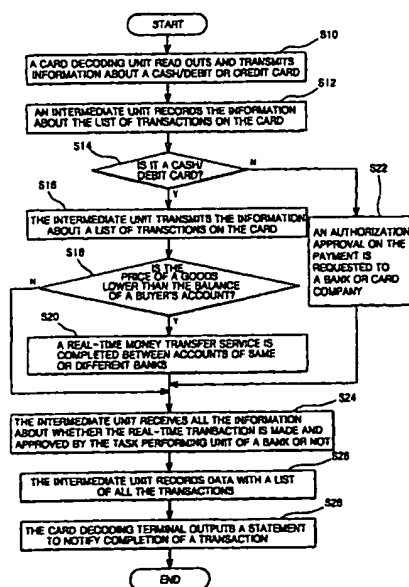 START
S10
A CARD DECODING UNIT READ OUTS AND TRANSMITS
INFORMATION ABOUT A CASH/DEBIT OR CREDIT CARD
S12
AN INTERMEDIATE UNIT RECORDS THE INFORMATION
ABOUT THE LIST OF TRANSACTIONS ON THE CARD
S14
IS IT A CASH/
DEBIT CARD?
N
Y
S22
AN AUTHORIZATION
APPROVAL ON THE
PAYMENT IS
REQUESTED TO
A BANK OR CARD
COMPANY
S16
THE INTERMEDIATE UNIT TRANSMITS THE INFORMATION
ABOUT A LIST OF TRANSCTIONS ON THE CARD
S18
IS THE
PRICE OF A GOODS
LOWER THAN THE BALANCE
OF A BUYER'S ACCOUNT?
N
Y
S20
A REAL-TIME MONEY TRANSFER SERVICE IS
COMPLETED BETWEEN ACCOUNTS OF SAME
OR DIFFERENT BANKS
S24
THE INTERMEDIATE UNIT RECEIVES ALL THE INFORMATION
ABOUT WHETHER THE REAL-TIME TRANSACTION IS MADE AND
APPROVED BY THE TASK PERFORMING UNIT OF A BANK OR NOT
S26
THE INTERMEDIATE UNIT RECORDS DATA WITH A LIST
OF ALL THE TRANSACTIONS
S28
THE CARD DECODING TERMINAL OUTPUTS A STATEMENT
TO NOTIFY COMPLETION OF A TRANSACTION
END